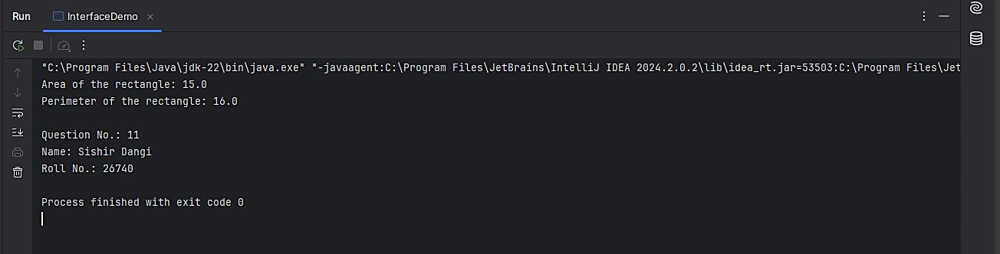 Run InterfaceDemo
"C:\Program Files\Java\jdk-22\bin\java.exe" "-javaagent:C:\Program Files\JetBrains\IntelliJ IDEA 2024.2.0.2\lib\idea_rt.jar=53503:C:\Program Files\Jet
Area of the rectangle: 15.0
Perimeter of the rectangle: 16.0
Question No.: 11
Name: Sishir Dangi
Roll No.: 26740
Process finished with exit code 0